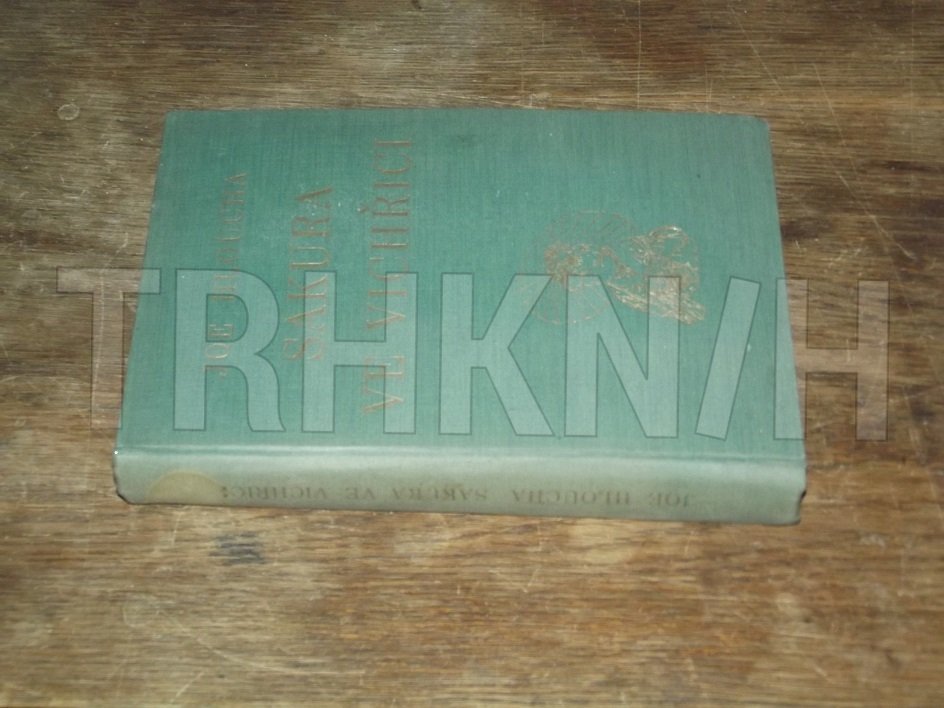 JOE HLOUCHA
SAKURA
VE VICHŘICI
JOE HLOUCHA SAKURA VE VICHŘICI
TRHKNIH